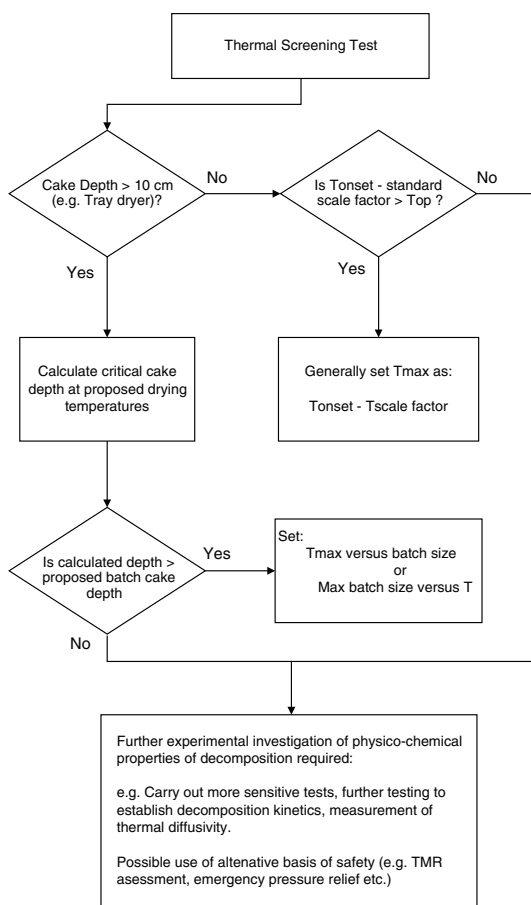 Thermal Screening Test
Cake Depth > 10 cm
(e.g. Tray dryer)?
No
Is Tonset - standard
scale factor > Top ?
No
Yes
Yes
Calculate critical cake
depth at proposed drying
temperatures
Generally set Tmax as:
Tonset - Tscale factor
Is calculated depth >
proposed batch cake
depth
Yes
Set:
Tmax versus batch size
or
Max batch size versus T
No
Further experimental investigation of physico-chemical
properties of decomposition required:
e.g. Carry out more sensitive tests, further testing to
establish decomposition kinetics, measurement of
thermal diffusivity.
Possible use of altenative basis of safety (e.g. TMR
asessment, emergency pressure relief etc.)